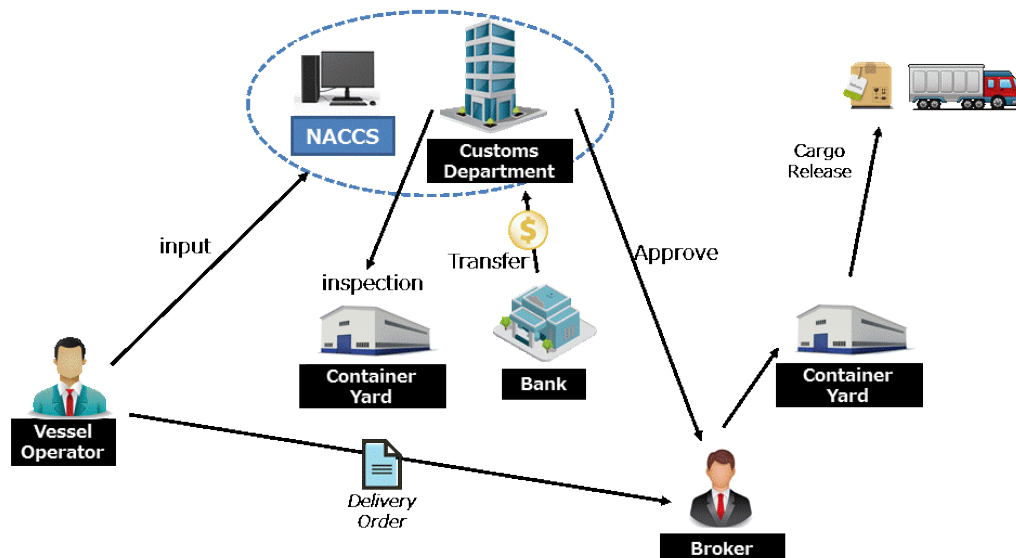 NACCS
Customs
Department
Cargo
Release
input
Transfer
Approve
inspection
$
Container
Yard
Bank
Container
Yard
Vessel
Operator
Delivery
Order
Broker